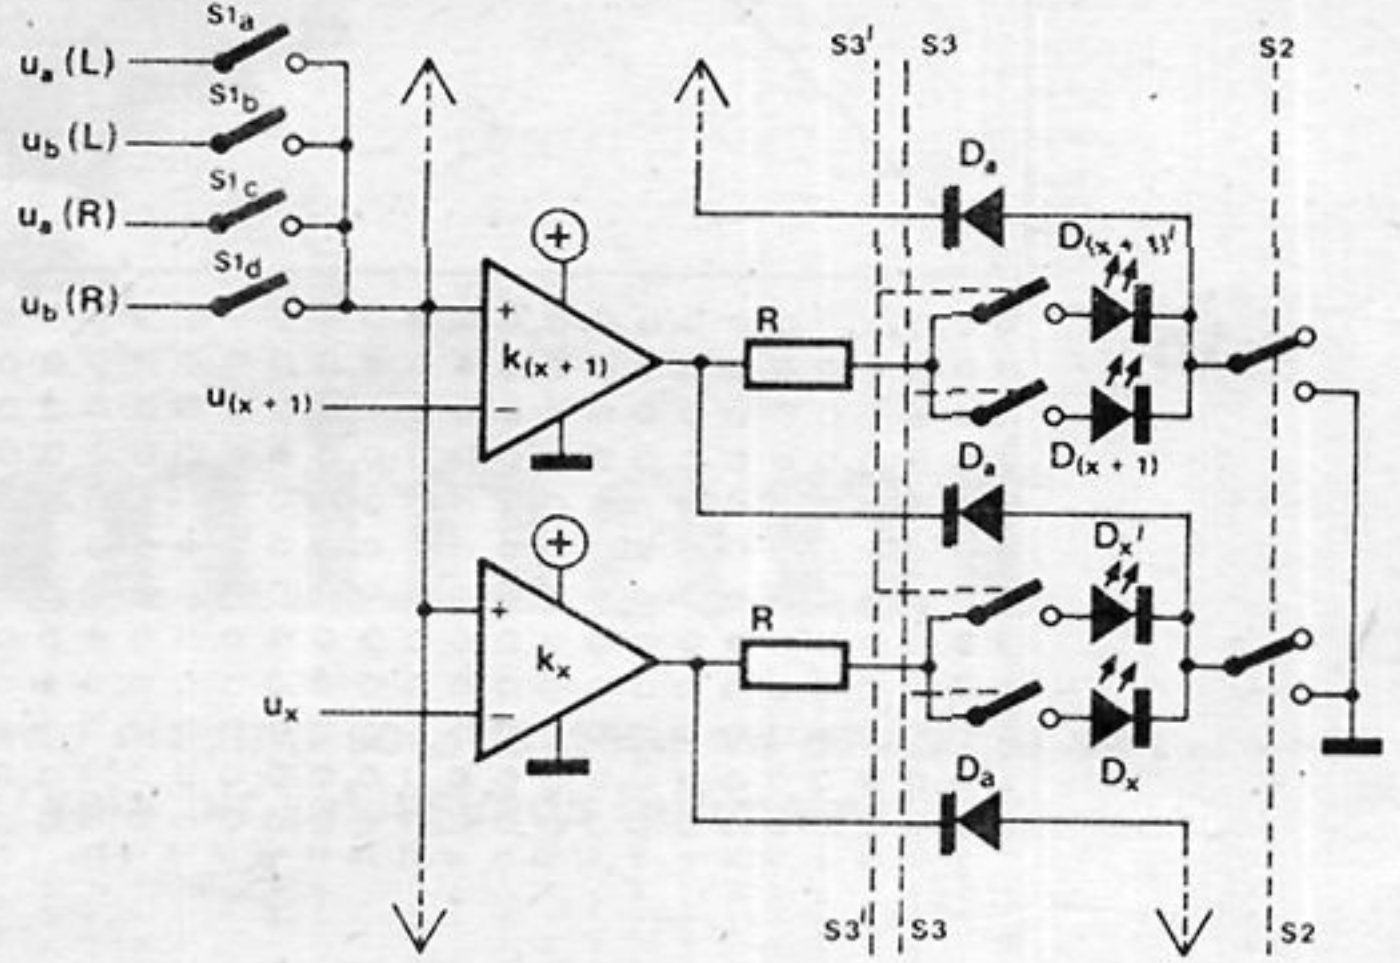 S1a
ua (L)
S1b
ub (L)
S1c
ua (R)
S1d
ub (R)
S3' S3 S2
Da
D(x + 1)'
+
+
k(x + 1)
−
R
u(x + 1)
D(x + 1)
Da
+
Dx'
+
kx
−
R
ux
Da
Dx
S3' S3 S2